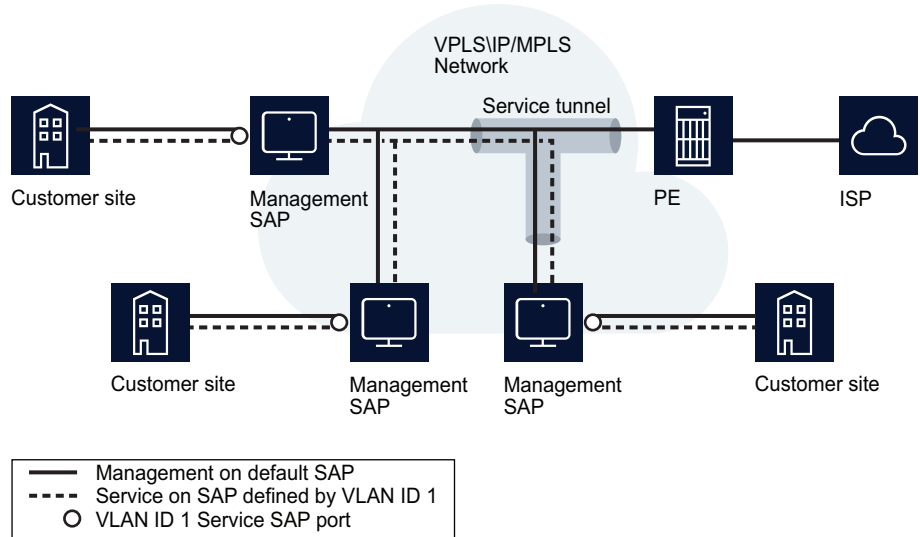 VPLS\IP/MPLS
Network
Service tunnel
Customer site
Management
SAP
PE
ISP
Customer site
Management
SAP
Management
SAP
Customer site
Management on default SAP
Service on SAP defined by VLAN ID 1
VLAN ID 1 Service SAP port